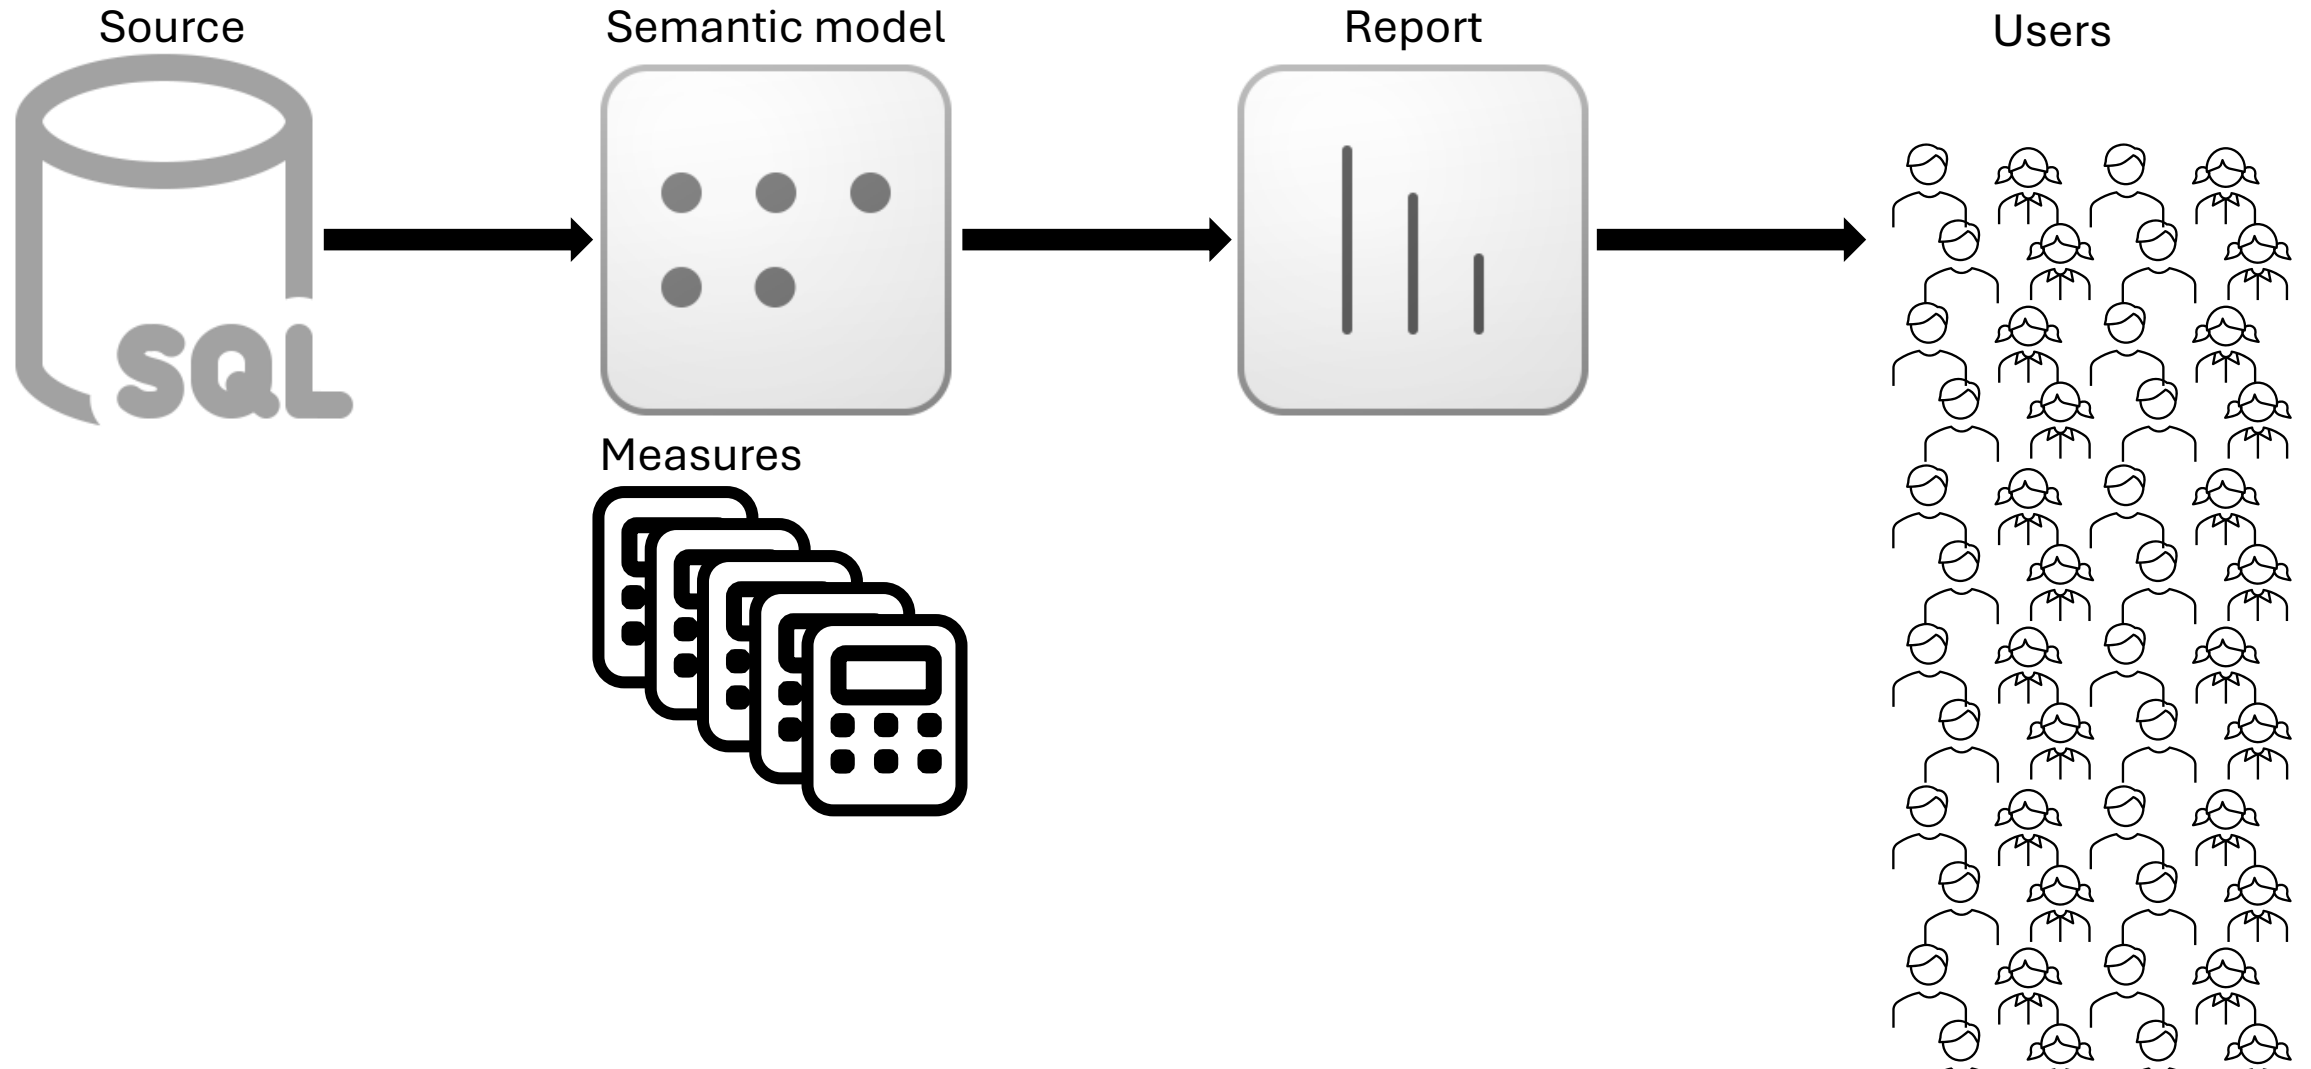 Source
Semantic model
Report
Users
SQL
Measures